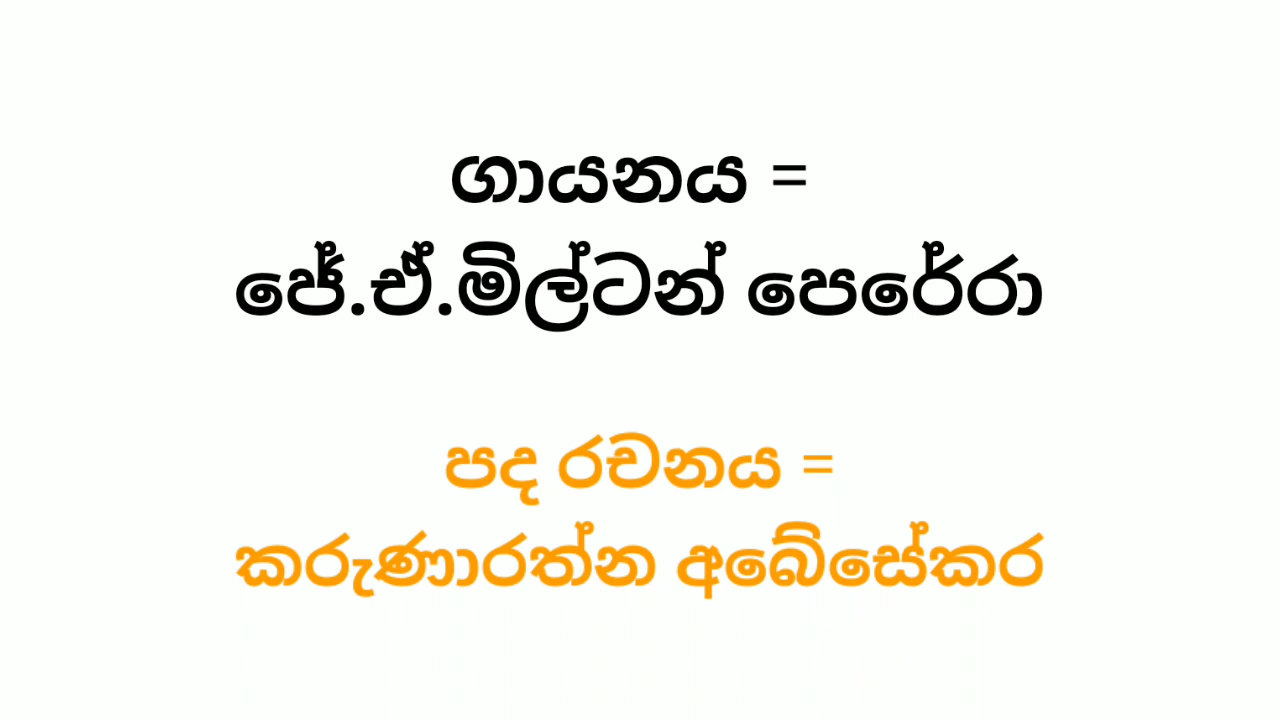 ගායනය =
ජේ.ඒ.මිල්ටන් පෙරේරා
පද රචනය =
කරුණාරත්න අබේසේකර